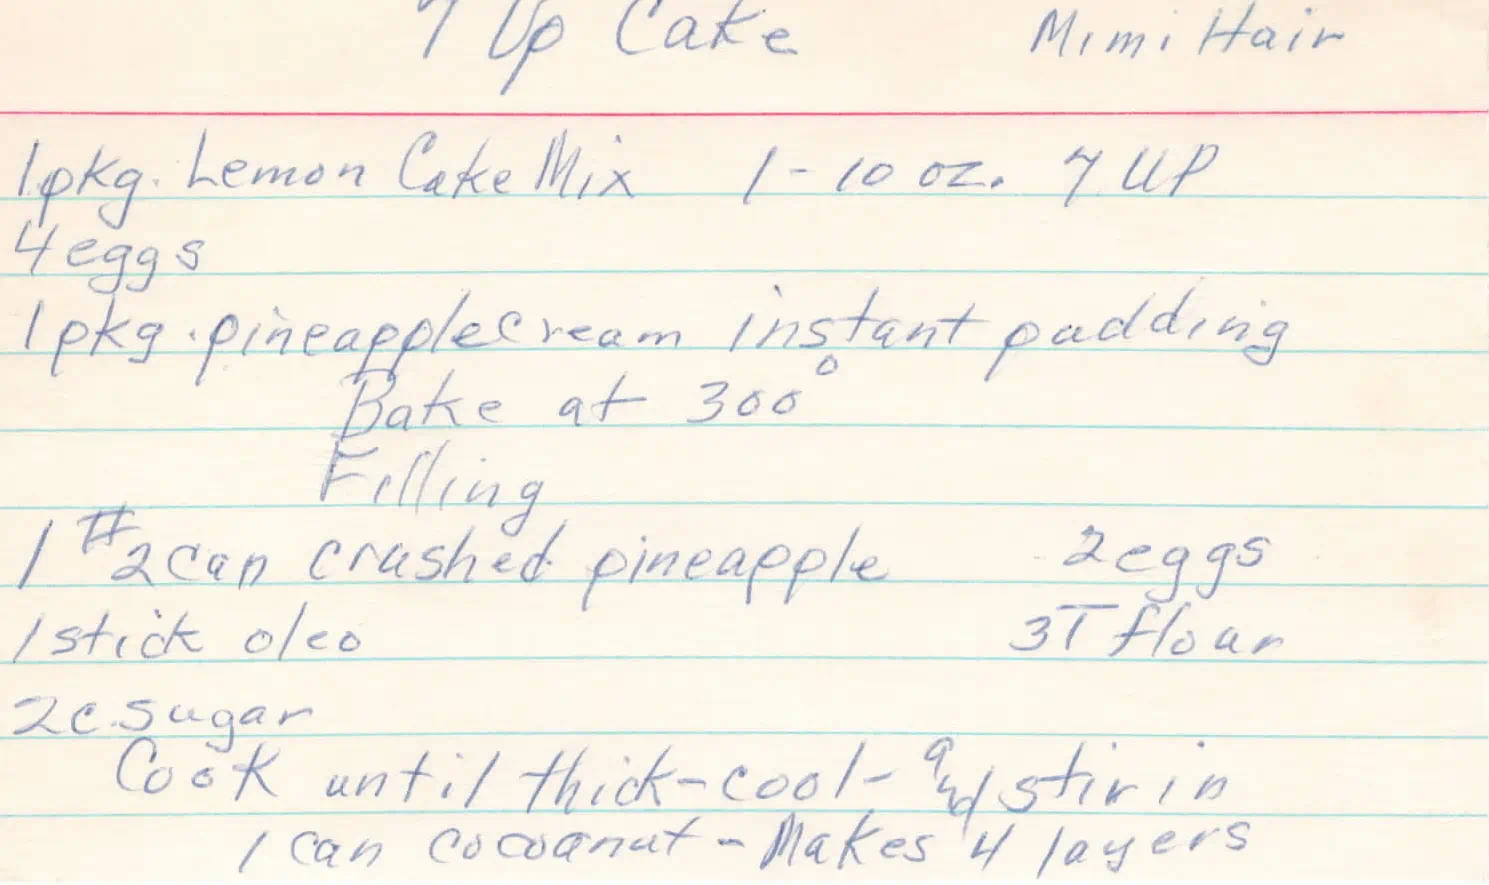 7 Up Cake Mimi Hair
1 pkg. Lemon Cake Mix 1-10 oz. 7 UP
4 eggs
1 pkg. pineapple cream instant pudding
Bake at 300°
Filling
1 #2 can crushed pineapple 2 eggs
1 stick oleo 3T flour
2 c. sugar
Cook until thick-cool- and stir in
1 can cocoanut - Makes 4 layers